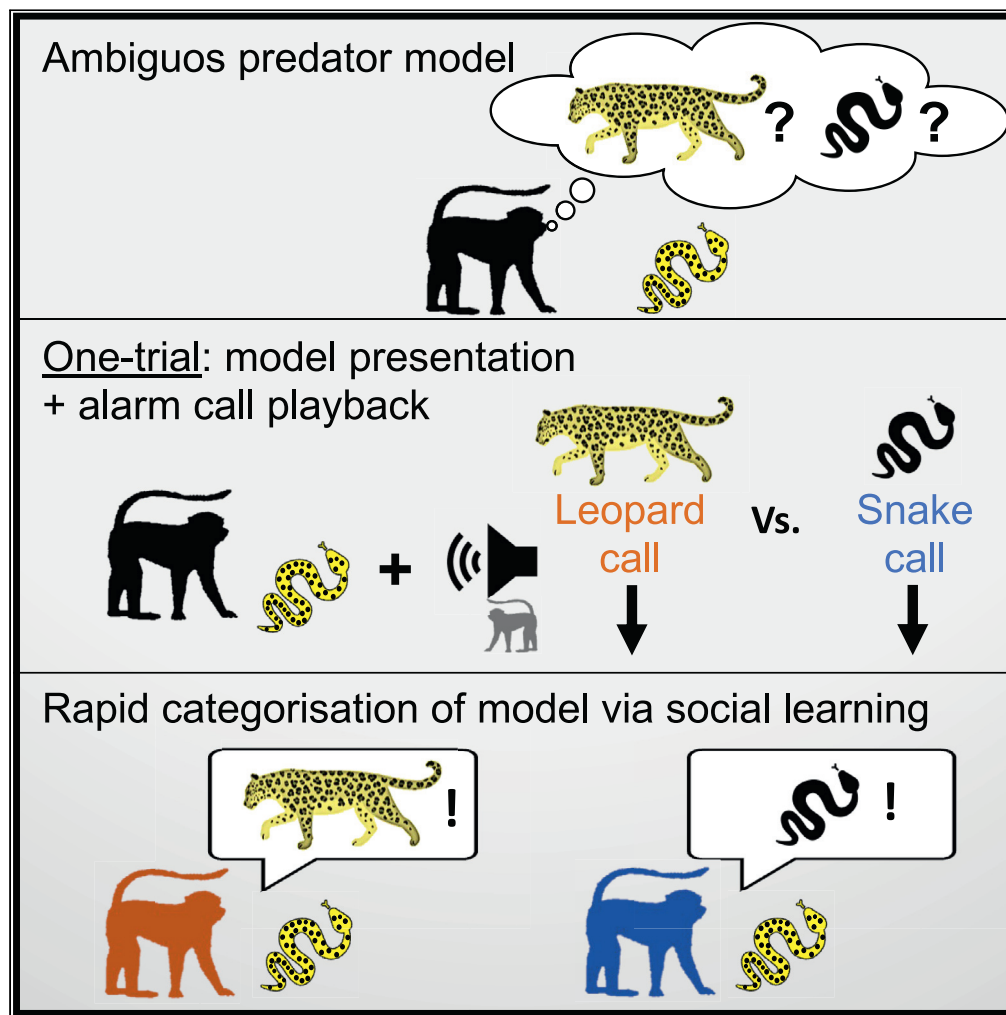 Ambiguos predator model
? ?
One-trial: model presentation
+ alarm call playback
+
Leopard call
Vs.
Snake call
Rapid categorisation of model via social learning
! !